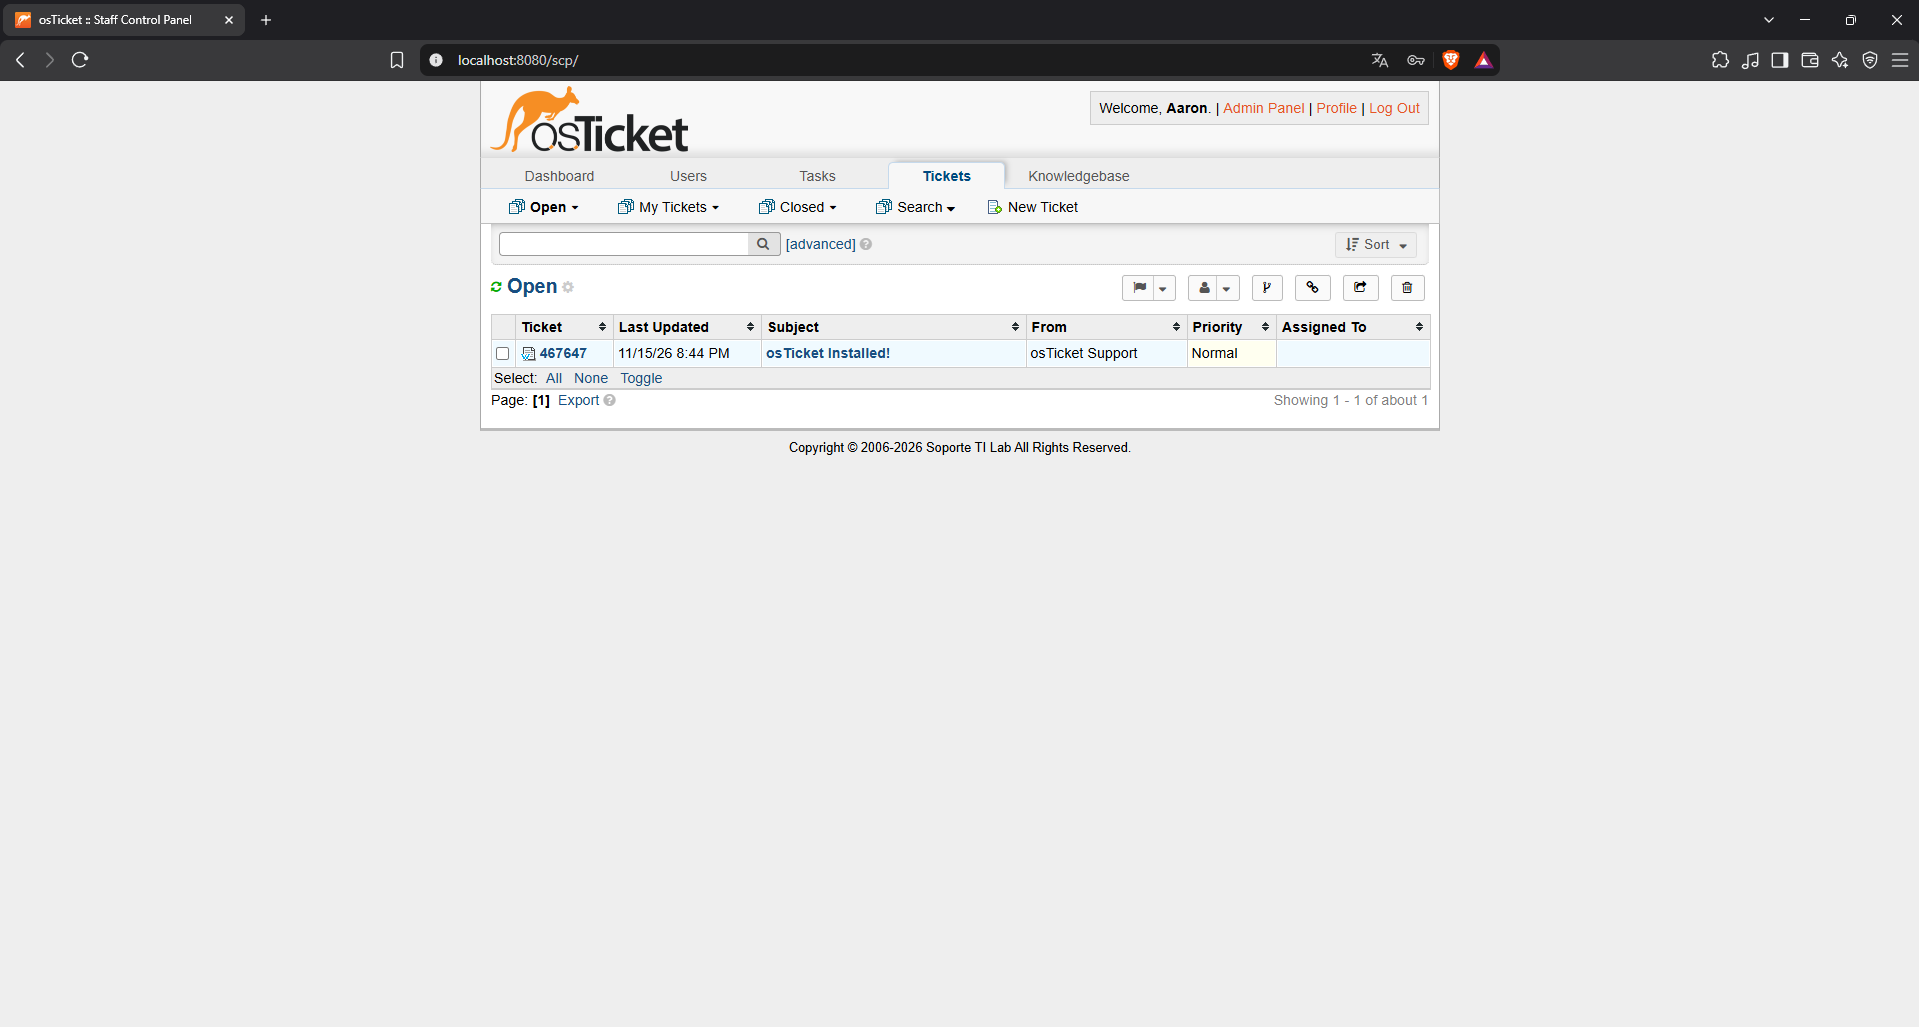 osTicket :: Staff Control Panel
localhost:8080/scp/
osTicket
Welcome, Aaron. | Admin Panel | Profile | Log Out
Dashboard Users Tasks Tickets Knowledgebase
Open My Tickets Closed Search New Ticket
[advanced] Sort
Open
Ticket Last Updated Subject From Priority Assigned To
467647 11/15/26 8:44 PM osTicket Installed! osTicket Support Normal
Select: All None Toggle
Page: [1] Export Showing 1 - 1 of about 1
Copyright © 2006-2026 Soporte TI Lab All Rights Reserved.